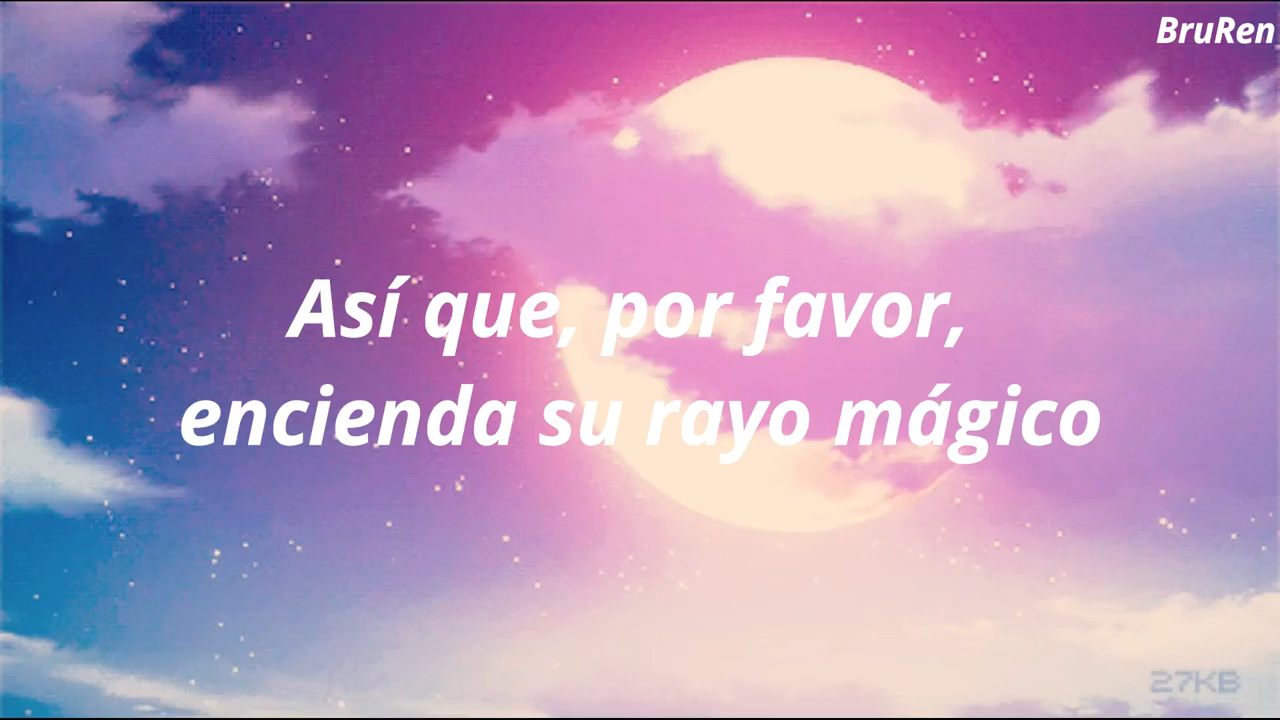 BruRen
Así que, por favor,
encienda su rayo mágico
27KB